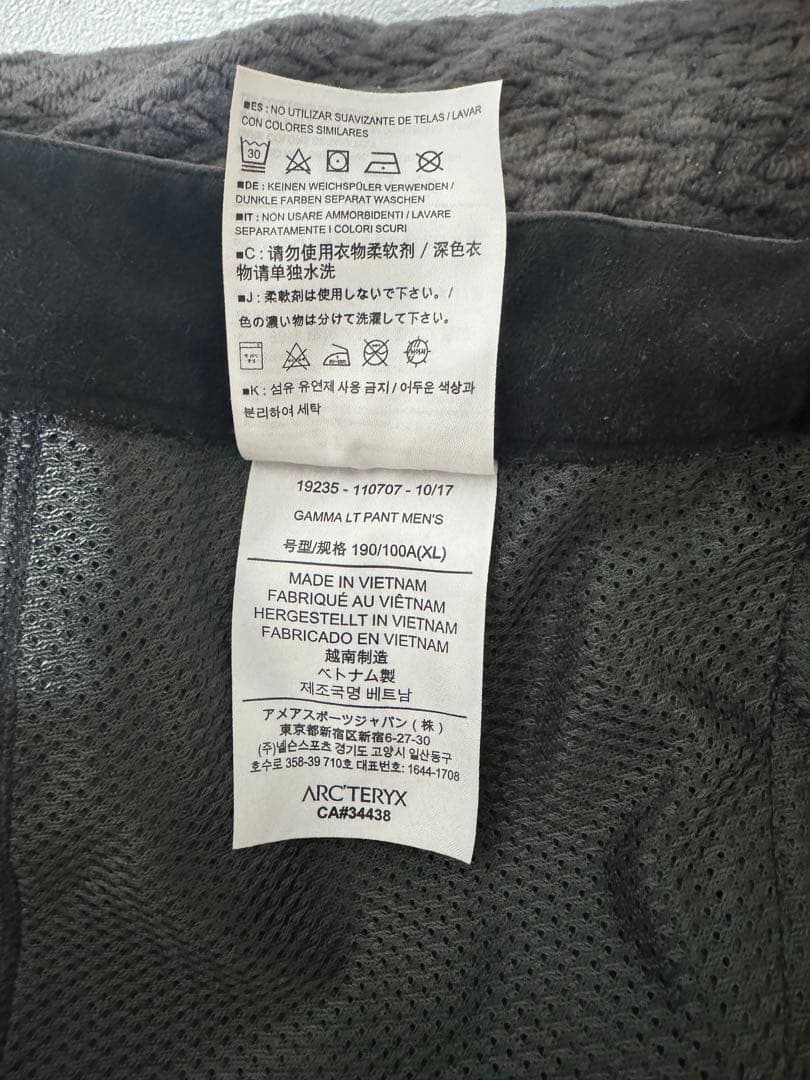 ■ES : NO UTILIZAR SUAVIZANTE DE TELAS / LAVAR
CON COLORES SIMILARES
30
■DE : KEINEN WEICHSPÜLER VERWENDEN /
DUNKLE FARBEN SEPARAT WASCHEN
■IT : NON USARE AMMORBIDENTI / LAVARE
SEPARATAMENTE I COLORI SCURI
■C : 请勿使用衣物柔软剂 / 深色衣
物请单独水洗
■J : 柔軟剤は使用しないで下さい。/
色の濃い物は分けて洗濯して下さい。
■K : 섬유 유연제 사용 금지 / 어두운 색상과
분리하여 세탁
19235 - 110707 - 10/17
GAMMA LT PANT MEN'S
号型/规格 190/100A(XL)
MADE IN VIETNAM
FABRIQUÉ AU VIÊTNAM
HERGESTELLT IN VIETNAM
FABRICADO EN VIETNAM
越南制造
ベトナム製
제조국명 베트남
アメアスポーツジャパン ( 株 )
東京都新宿区新宿6-27-30
(주)넬슨스포츠 경기도 고양시 일산동구
호수로 358-39 710호 대표번호: 1644-1708
ARC'TERYX
CA#34438